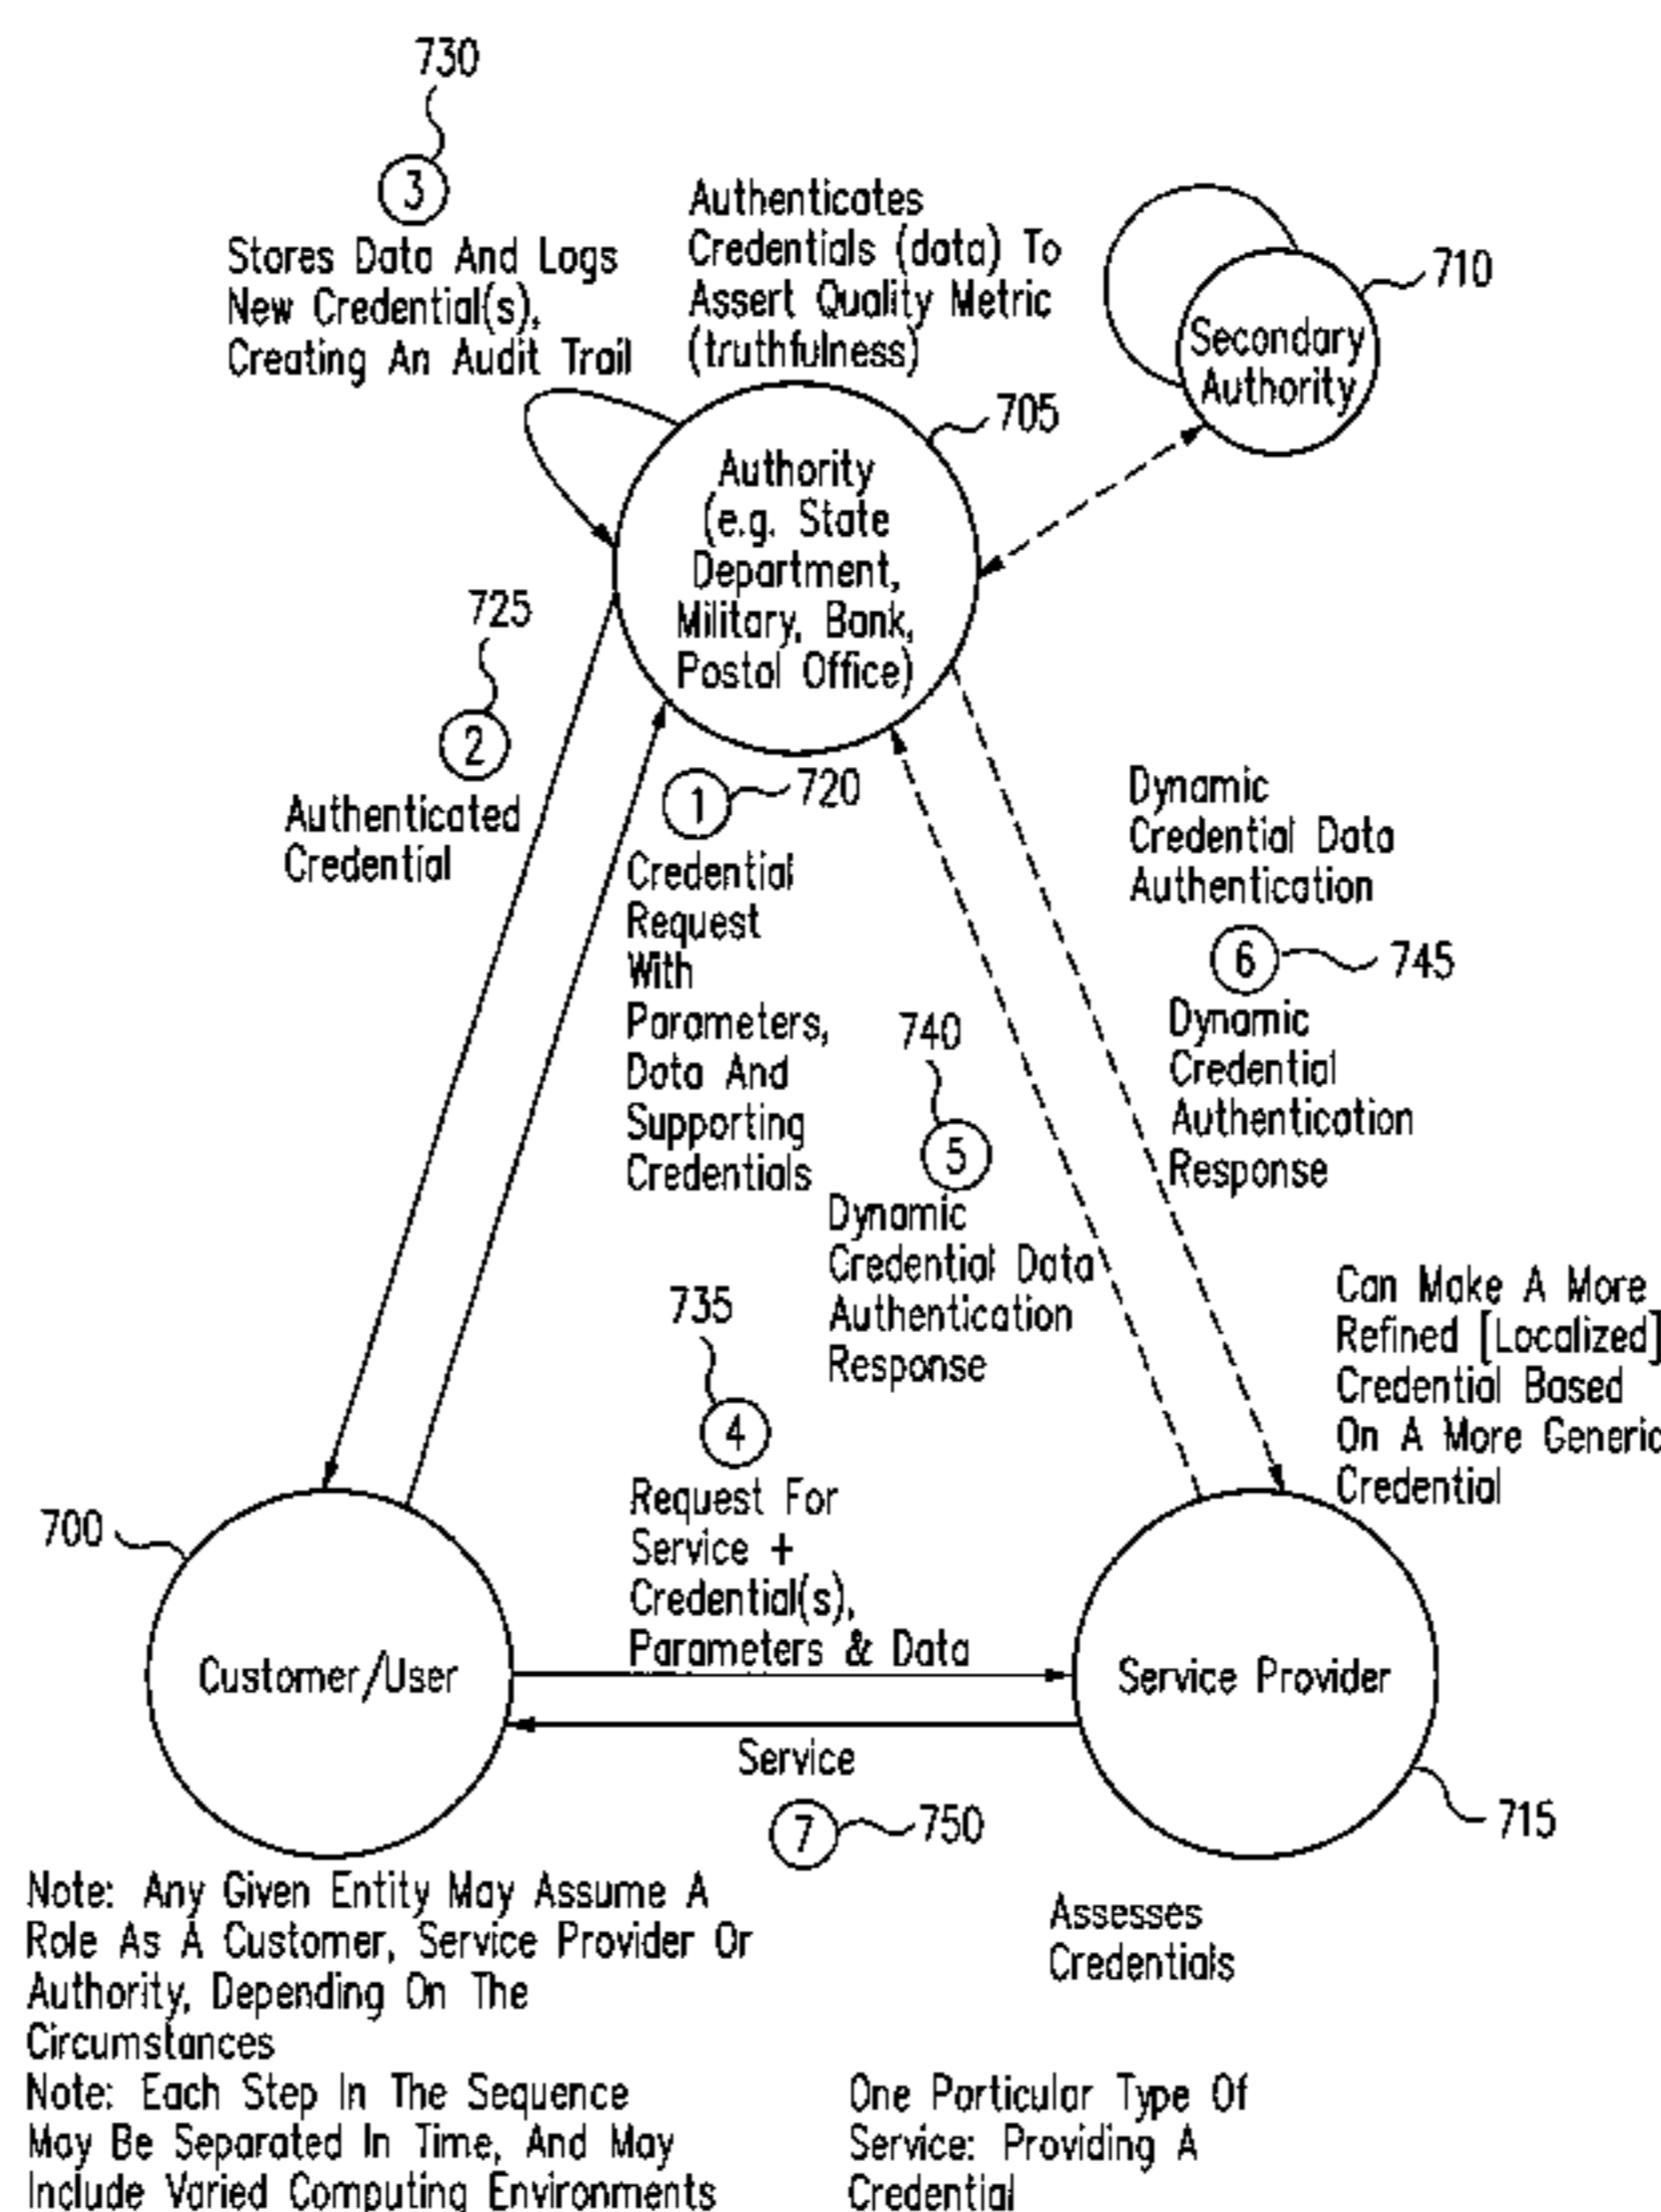 730
3
Stores Data And Logs
New Credential(s),
Creating An Audit Trail
Authenticates
Credentials (data) To
Assert Quality Metric
(truthfulness)
710
Secondary
Authority
705
Authority
(e.g. State
Department,
Military, Bank,
Postal Office)
725
2
Authenticated
Credential
1
720
Credential
Request
With
Parameters,
Data And
Supporting
Credentials
Dynamic
Credential Data
Authentication
6
745
Dynamic
Credential
Authentication
Response
740
5
Dynamic
Credential Data
Authentication
Response
735
4
Request For
Service +
Credential(s),
Parameters & Data
Can Make A More
Refined [Localized]
Credential Based
On A More Generic
Credential
700
Customer/User
Service Provider
715
Service
7
750
Note: Any Given Entity May Assume A
Role As A Customer, Service Provider Or
Authority, Depending On The
Circumstances
Note: Each Step In The Sequence
May Be Separated In Time, And May
Include Varied Computing Environments
Assesses
Credentials
One Particular Type Of
Service: Providing A
Credential